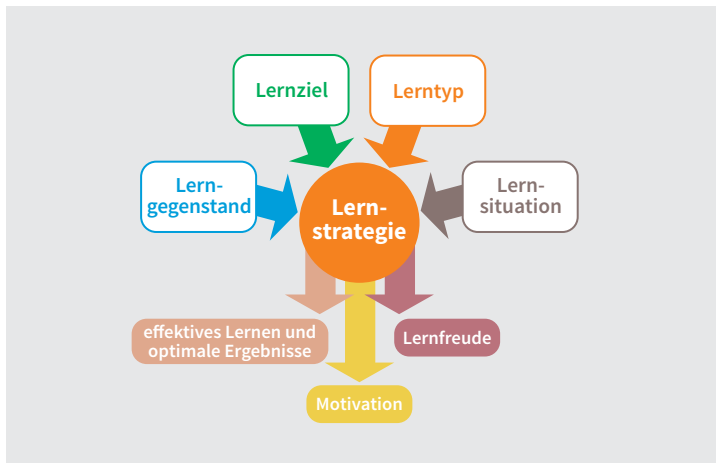 Lernziel
Lerntyp
Lern-
gegenstand
Lern-
situation
Lern-
strategie
effektives Lernen und
optimale Ergebnisse
Lernfreude
Motivation